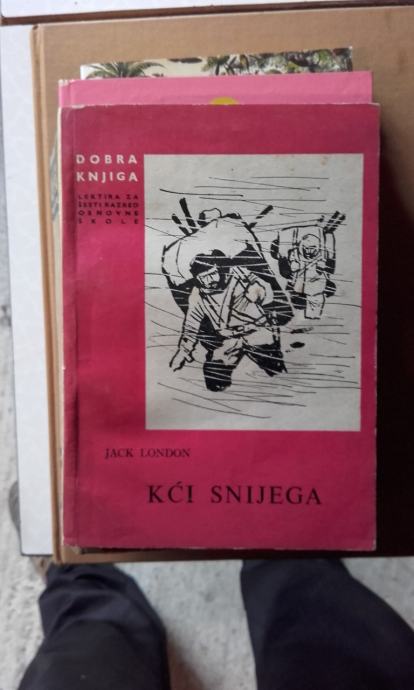 DOBRA
KNJIGA
LEKTIRA ZA
ŠESTI RAZRED
OSNOVNE
ŠKOLE
JACK LONDON
KĆI SNIJEGA